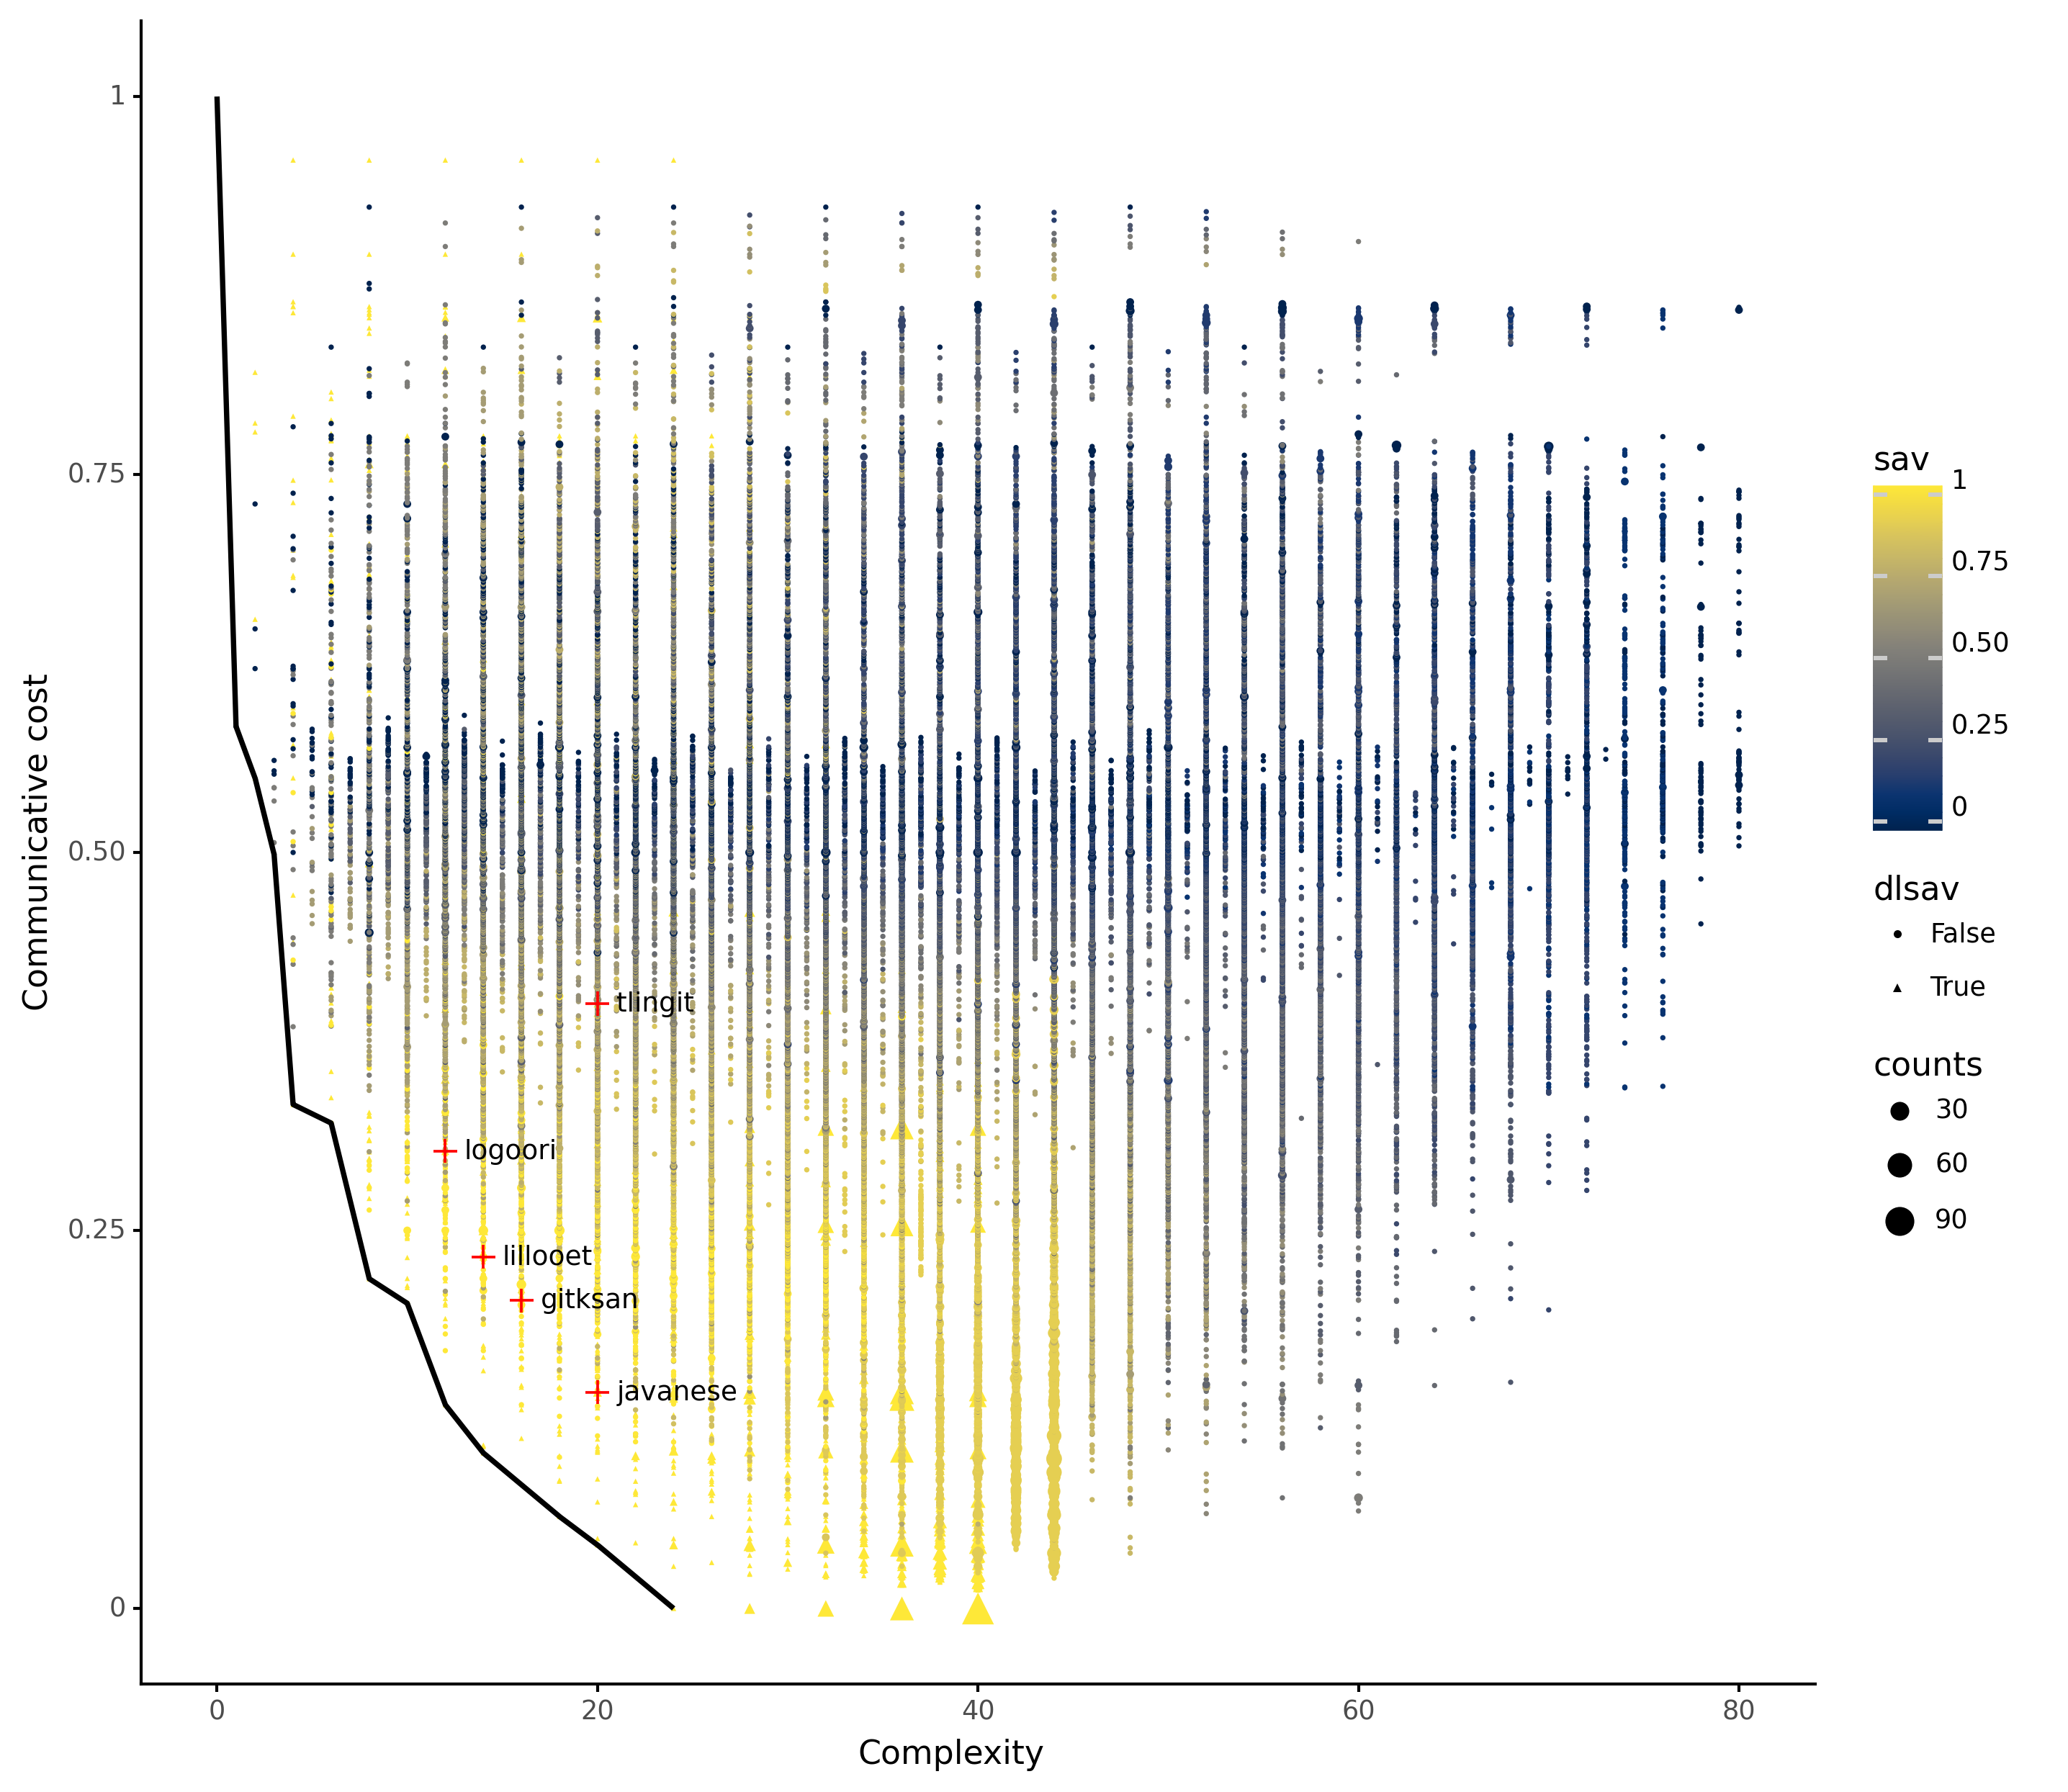 1
0.75
0.50
0.25
0
Communicative cost
tlingit
logoori
lillooet
gitksan
javanese
0
20
40
60
80
Complexity
sav
1
0.75
0.50
0.25
0
dlsav
False
True
counts
30
60
90